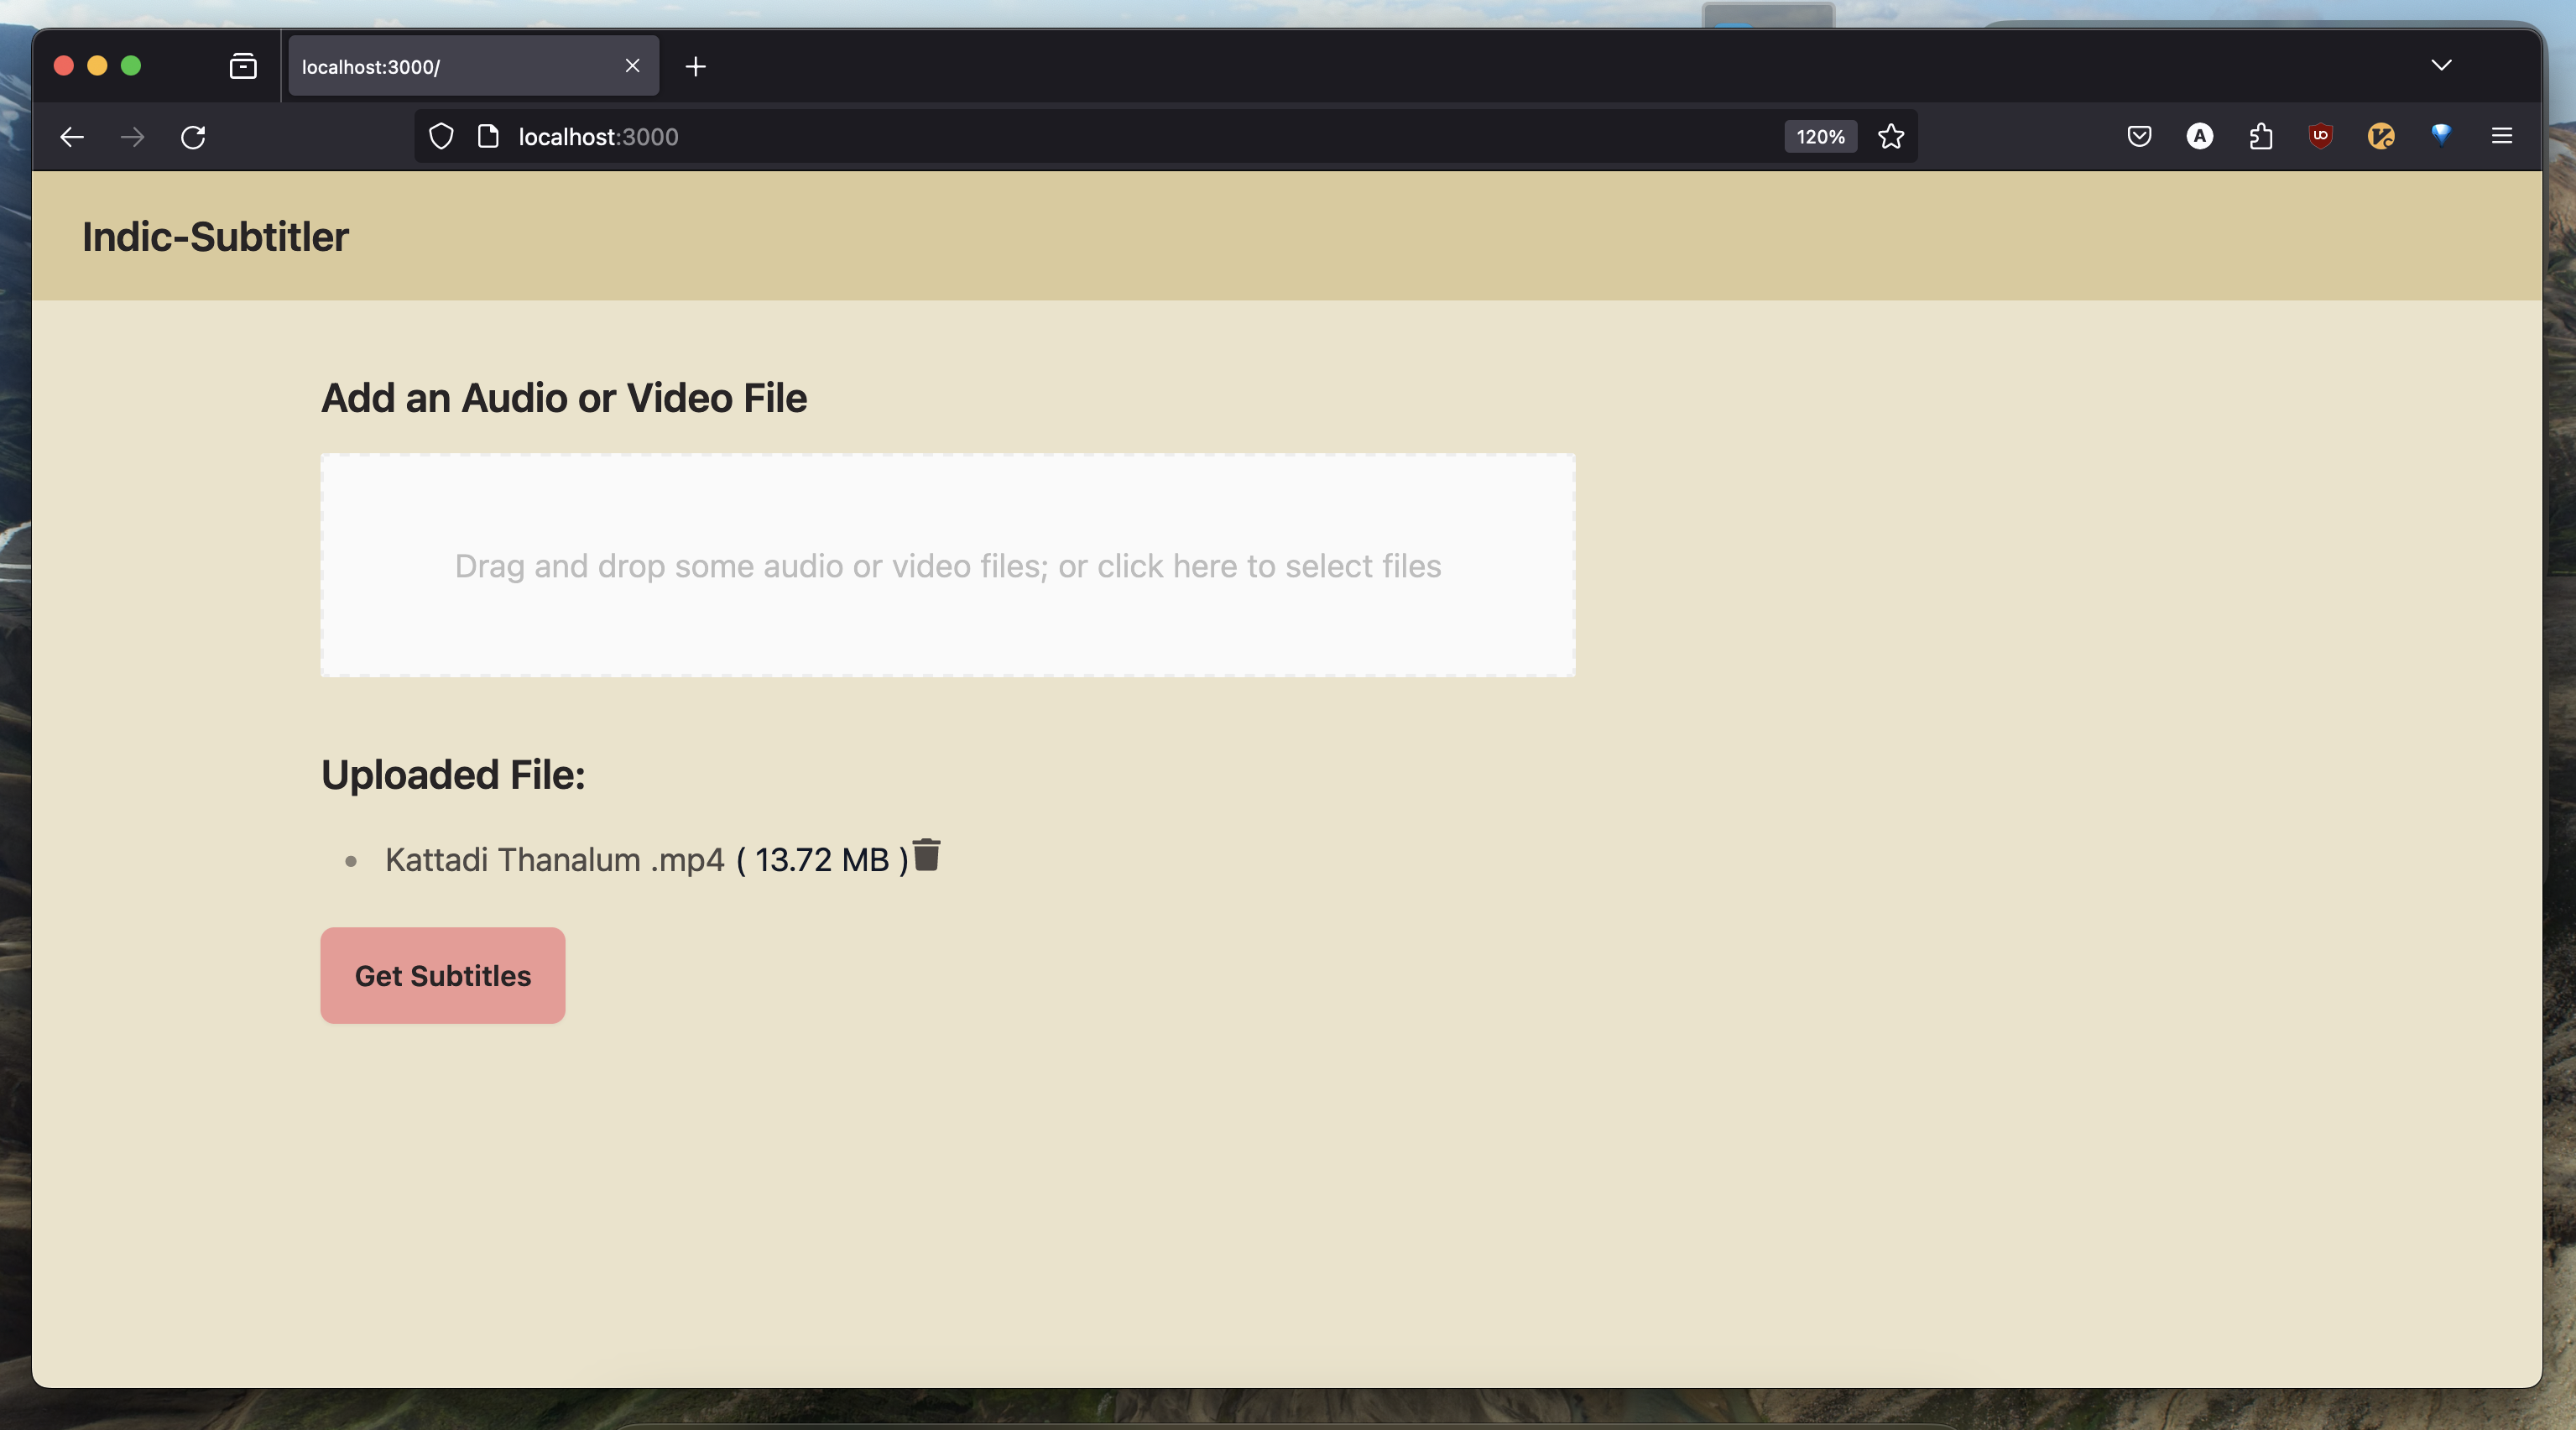 localhost:3000/
localhost:3000
120%
Indic-Subtitler
Add an Audio or Video File
Drag and drop some audio or video files; or click here to select files
Uploaded File:
Kattadi Thanalum .mp4 ( 13.72 MB )
Get Subtitles